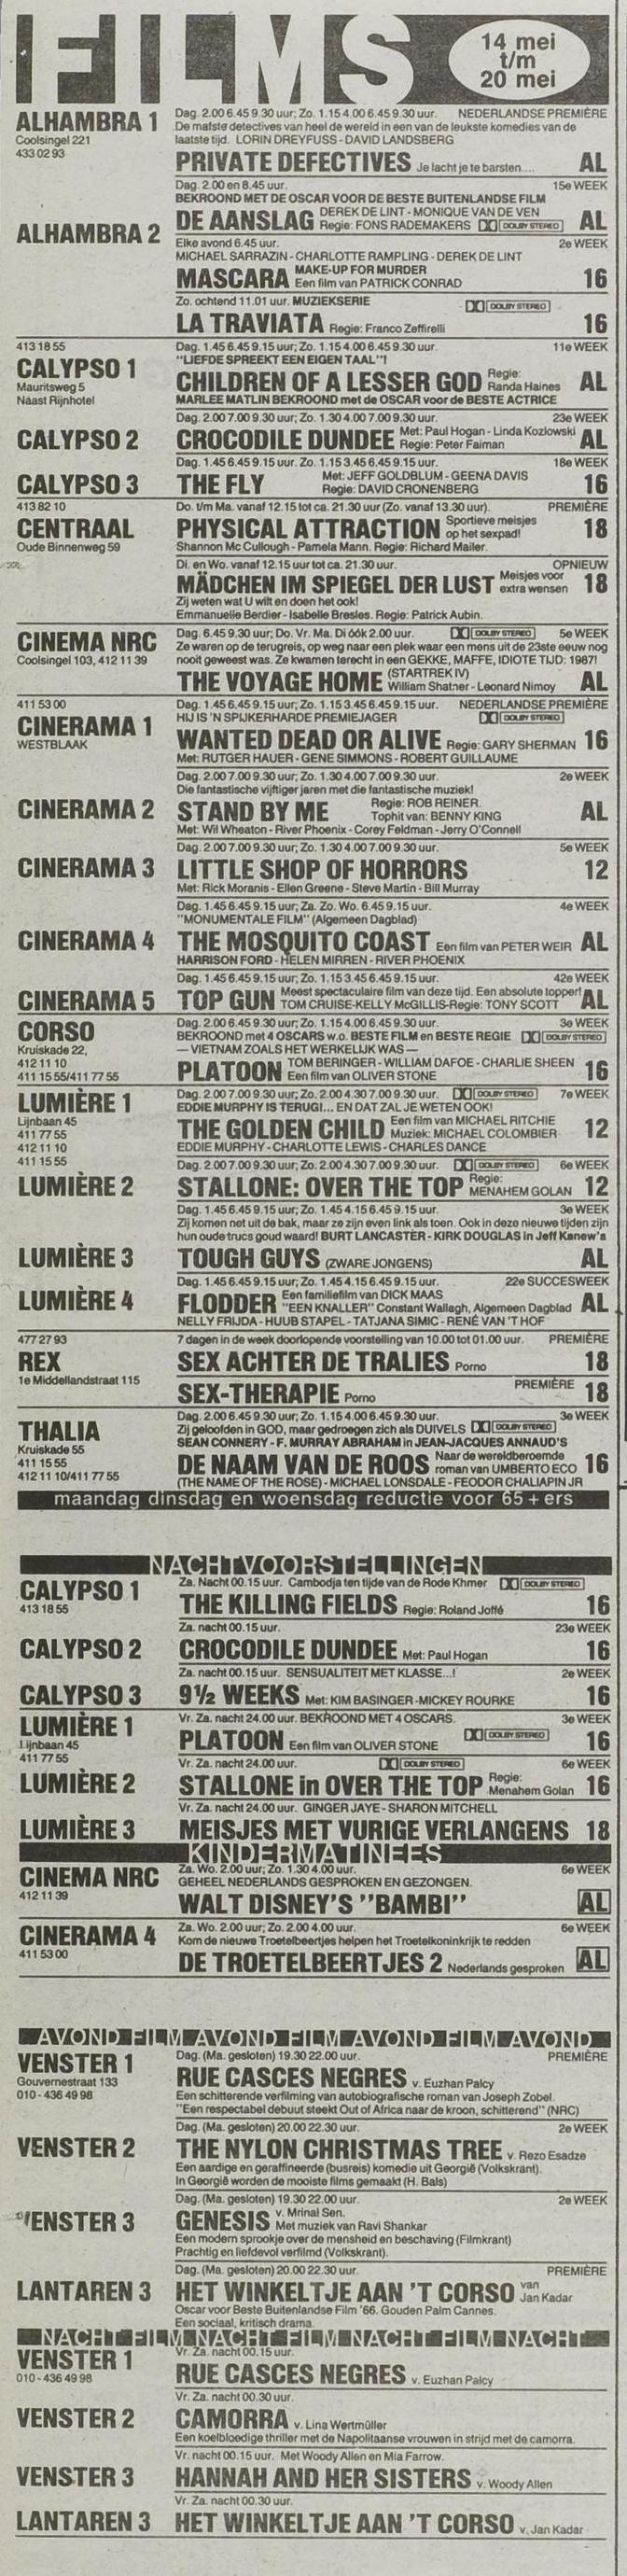 FILMS
14 mei
t/m
20 mei
ALHAMBRA 1
Coolsingel 221
433 02 93
Dag. 2.00 6.45 9.30 uur; Zo. 1.15 4.00 6.45 9.30 uur. NEDERLANDSE PREMIÈRE
De mafste detectives van heel de wereld in een van de leukste komedies van de
laatste tijd. LORIN DREYFUSS - DAVID LANDSBERG
PRIVATE DEFECTIVES Je lacht je te barsten.... AL
ALHAMBRA 2
Dag. 2.00 en 8.45 uur. 15e WEEK
BEKROOND MET DE OSCAR VOOR DE BESTE BUITENLANDSE FILM
DE AANSLAG DEREK DE LINT - MONIQUE VAN DE VEN
Regie: FONS RADEMAKERS DOLBY STEREO AL
Elke avond 6.45 uur. 2e WEEK
MICHAEL SARRAZIN - CHARLOTTE RAMPLING - DEREK DE LINT
MASCARA MAKE-UP FOR MURDER
Een film van PATRICK CONRAD 16
Zo. ochtend 11.01 uur. MUZIEKSERIE DOLBY STEREO
LA TRAVIATA Regie: Franco Zeffirelli 16
413 18 55
CALYPSO 1
Mauritsweg 5
Naast Rijnhotel
Dag. 1.45 6.45 9.15 uur; Zo. 1.15 4.00 6.45 9.30 uur. 11e WEEK
"LIEFDE SPREEKT EEN EIGEN TAAL"!
CHILDREN OF A LESSER GOD Regie:
Randa Haines AL
MARLEE MATLIN BEKROOND met de OSCAR voor de BESTE ACTRICE
CALYPSO 2
Dag. 2.00 7.00 9.30 uur; Zo. 1.30 4.00 7.00 9.30 uur. 23e WEEK
CROCODILE DUNDEE Met: Paul Hogan - Linda Kozlowski
Regie: Peter Faiman AL
CALYPSO 3
Dag. 1.45 6.45 9.15 uur. Zo. 1.15 3.45 6.45 9.15 uur. 18e WEEK
THE FLY Met: JEFF GOLDBLUM - GEENA DAVIS
Regie: DAVID CRONENBERG 16
413 82 10
CENTRAAL
Oude Binnenweg 59
Do. t/m Ma. vanaf 12.15 tot ca. 21.30 uur (Zo. vanaf 13.30 uur). PREMIÈRE
PHYSICAL ATTRACTION Sportieve meisjes
op het sexpad! 18
Shannon Mc Cullough - Pamela Mann. Regie: Richard Mailer.
Di. en Wo. vanaf 12.15 uur tot ca. 21.30 uur. OPNIEUW
MÄDCHEN IM SPIEGEL DER LUST Meisjes voor
extra wensen 18
Zij weten wat U wilt en doen het ook!
Emmanuelle Berdier - Isabelle Bresles. Regie: Patrick Aubin.
CINEMA NRC
Coolsingel 103, 412 11 39
Dag. 6.45 9.30 uur; Do. Vr. Ma. Di óók 2.00 uur. DOLBY STEREO 5e WEEK
Ze waren op de terugreis, op weg naar een plek waar een mens uit de 23ste eeuw nog
nooit geweest was. Ze kwamen terecht in een GEKKE, MAFFE, IDIOTE TIJD: 1987!
THE VOYAGE HOME (STARTREK IV)
William Shatner - Leonard Nimoy AL
411 53 00
CINERAMA 1
WESTBLAAK
Dag. 1.45 6.45 9.15 uur; Zo. 1.15 3.45 6.45 9.15 uur. NEDERLANDSE PREMIÈRE
HIJ IS 'N SPIJKERHARDE PREMIEJAGER DOLBY STEREO
WANTED DEAD OR ALIVE Regie: GARY SHERMAN 16
Met: RUTGER HAUER - GENE SIMMONS - ROBERT GUILLAUME
CINERAMA 2
Dag. 2.00 7.00 9.30 uur; Zo. 1.30 4.00 7.00 9.30 uur. 2e WEEK
Die fantastische vijftiger jaren met die fantastische muziek!
STAND BY ME Regie: ROB REINER.
Tophit van: BENNY KING AL
Met: Wil Wheaton - River Phoenix - Corey Feldman - Jerry O'Connell
CINERAMA 3
Dag. 2.00 7.00 9.30 uur; Zo. 1.30 4.00 7.00 9.30 uur. 5e WEEK
LITTLE SHOP OF HORRORS 12
Met: Rick Moranis - Ellen Greene - Steve Martin - Bill Murray
CINERAMA 4
Dag. 1.45 6.45 9.15 uur; Za. Zo. Wo. 6.45 9.15 uur. 4e WEEK
"MONUMENTALE FILM" (Algemeen Dagblad)
THE MOSQUITO COAST Een film van PETER WEIR AL
HARRISON FORD - HELEN MIRREN - RIVER PHOENIX
CINERAMA 5
Dag. 1.45 6.45 9.15 uur; Zo. 1.15 3.45 6.45 9.15 uur. 42e WEEK
TOP GUN Meest spectaculaire film van deze tijd. Een absolute topper!
TOM CRUISE-KELLY McGILLIS-Regie: TONY SCOTT AL
CORSO
Kruiskade 22,
412 11 10
411 15 55/411 77 55
Dag. 2.00 6.45 9.30 uur; Zo. 1.15 4.00 6.45 9.30 uur. 3e WEEK
BEKROOND met 4 OSCARS w.o. BESTE FILM en BESTE REGIE DOLBY STEREO
— VIETNAM ZOALS HET WERKELIJK WAS —
PLATOON TOM BERINGER - WILLIAM DAFOE - CHARLIE SHEEN
Een film van OLIVER STONE 16
LUMIÈRE 1
Lijnbaan 45
411 77 55
412 11 10
411 15 55
Dag. 2.00 7.00 9.30 uur; Zo. 2.00 4.30 7.00 9.30 uur. DOLBY STEREO 7e WEEK
EDDIE MURPHY IS TERUG!... EN DAT ZAL JE WETEN OOK!
THE GOLDEN CHILD Een film van MICHAEL RITCHIE
Muziek: MICHAEL COLOMBIER 12
EDDIE MURPHY - CHARLOTTE LEWIS - CHARLES DANCE
LUMIÈRE 2
Dag. 2.00 7.00 9.30 uur; Zo. 2.00 4.30 7.00 9.30 uur. DOLBY STEREO 6e WEEK
STALLONE: OVER THE TOP Regie:
MENAHEM GOLAN 12
LUMIÈRE 3
Dag. 1.45 6.45 9.15 uur; Zo. 1.45 4.15 6.45 9.15 uur. 3e WEEK
Zij komen net uit de bak, maar ze zijn even link als toen. Ook in deze nieuwe tijden zijn
hun oude trucs goud waard! BURT LANCASTER - KIRK DOUGLAS in Jeff Kanew's
TOUGH GUYS (ZWARE JONGENS) AL
LUMIÈRE 4
Dag. 1.45 6.45 9.15 uur; Zo. 1.45 4.15 6.45 9.15 uur. 22e SUCCESWEEK
FLODDER Een familiefilm van DICK MAAS
"EEN KNALLER" Constant Wallagh, Algemeen Dagblad AL
NELLY FRIJDA - HUUB STAPEL - TATJANA SIMIC - RENÉ VAN 'T HOF
477 27 93
REX
1e Middellandstraat 115
7 dagen in de week doorlopende voorstelling van 10.00 tot 01.00 uur. PREMIÈRE
SEX ACHTER DE TRALIES Porno 18
SEX-THERAPIE Porno PREMIÈRE 18
THALIA
Kruiskade 55
411 15 55
412 11 10/411 77 55
Dag. 2.00 6.45 9.30 uur; Zo. 1.15 4.00 6.45 9.30 uur. 3e WEEK
Zij geloofden in GOD, maar gedroegen zich als DUIVELS DOLBY STEREO
SEAN CONNERY - F. MURRAY ABRAHAM in JEAN-JACQUES ANNAUD'S
DE NAAM VAN DE ROOS Naar de wereldberoemde
roman van UMBERTO ECO 16
(THE NAME OF THE ROSE) - MICHAEL LONSDALE - FEODOR CHALIAPIN JR
maandag dinsdag en woensdag reductie voor 65 + ers
NACHTVOORSTELLINGEN
CALYPSO 1
413 18 55
Za. Nacht 00.15 uur. Cambodja ten tijde van de Rode Khmer DOLBY STEREO
THE KILLING FIELDS Regie: Roland Joffé 16
CALYPSO 2
Za. nacht 00.15 uur. 23e WEEK
CROCODILE DUNDEE Met: Paul Hogan 16
CALYPSO 3
Za. nacht 00.15 uur. SENSUALITEIT MET KLASSE...! 2e WEEK
9½ WEEKS Met: KIM BASINGER - MICKEY ROURKE 16
LUMIÈRE 1
Lijnbaan 45
411 77 55
Vr. Za. nacht 24.00 uur. BEKROOND MET 4 OSCARS. 3e WEEK
PLATOON Een film van OLIVER STONE DOLBY STEREO 16
LUMIÈRE 2
Vr. Za. nacht 24.00 uur. DOLBY STEREO 6e WEEK
STALLONE in OVER THE TOP Regie:
Menahem Golan 16
LUMIÈRE 3
Vr. Za. nacht 24.00 uur. GINGER JAYE - SHARON MITCHELL
MEISJES MET VURIGE VERLANGENS 18
KINDERMATINEES
CINEMA NRC
412 11 39
Za. Wo. 2.00 uur; Zo. 1.30 4.00 uur. 6e WEEK
GEHEEL NEDERLANDS GESPROKEN EN GEZONGEN.
WALT DISNEY'S "BAMBI" AL
CINERAMA 4
411 53 00
Za. Wo. 2.00 uur; Zo. 2.00 4.00 uur. 6e WEEK
Kom de nieuwe Troetelbeertjes helpen het Troetelkoninkrijk te redden
DE TROETELBEERTJES 2 Nederlands gesproken AL
AVOND FILM AVOND FILM AVOND FILM AVOND
VENSTER 1
Gouvernestraat 133
010 - 436 49 98
Dag. (Ma. gesloten) 19.30 22.00 uur. PREMIÈRE
RUE CASCES NEGRES v. Euzhan Palcy
Een schitterende verfilming van autobiografische roman van Joseph Zobel.
"Een respectabel debuut steekt Out of Africa naar de kroon, schitterend" (NRC)
VENSTER 2
Dag. (Ma. gesloten) 20.00 22.30 uur. 2e WEEK
THE NYLON CHRISTMAS TREE v. Rezo Esadze
Een aardige en geraffineerde (busreis) komedie uit Georgië (Volkskrant).
In Georgië worden de mooiste films gemaakt (H. Bals)
VENSTER 3
Dag. (Ma. gesloten) 19.30 22.00 uur. 2e WEEK
GENESIS v. Mrinal Sen.
Met muziek van Ravi Shankar
Een modern sprookje over de mensheid en beschaving (Filmkrant)
Prachtig en liefdevol verfilmd (Volkskrant).
LANTAREN 3
Dag. (Ma. gesloten) 20.00 22.30 uur. PREMIÈRE
HET WINKELTJE AAN 'T CORSO van
Jan Kadar
Oscar voor Beste Buitenlandse Film '66. Gouden Palm Cannes.
Een sociaal, kritisch drama.
NACHT FILM NACHT FILM NACHT FILM NACHT
VENSTER 1
010 - 436 49 98
Vr. Za. nacht 00.15 uur.
RUE CASCES NEGRES v. Euzhan Palcy
VENSTER 2
Vr. Za. nacht 00.30 uur.
CAMORRA v. Lina Wertmüller
Een koelbloedige thriller met de Napolitaanse vrouwen in strijd met de camorra.
VENSTER 3
Vr. nacht 00.15 uur. Met Woody Allen en Mia Farrow.
HANNAH AND HER SISTERS v. Woody Allen
LANTAREN 3
Vr. Za. nacht 00.30 uur.
HET WINKELTJE AAN 'T CORSO v. Jan Kadar